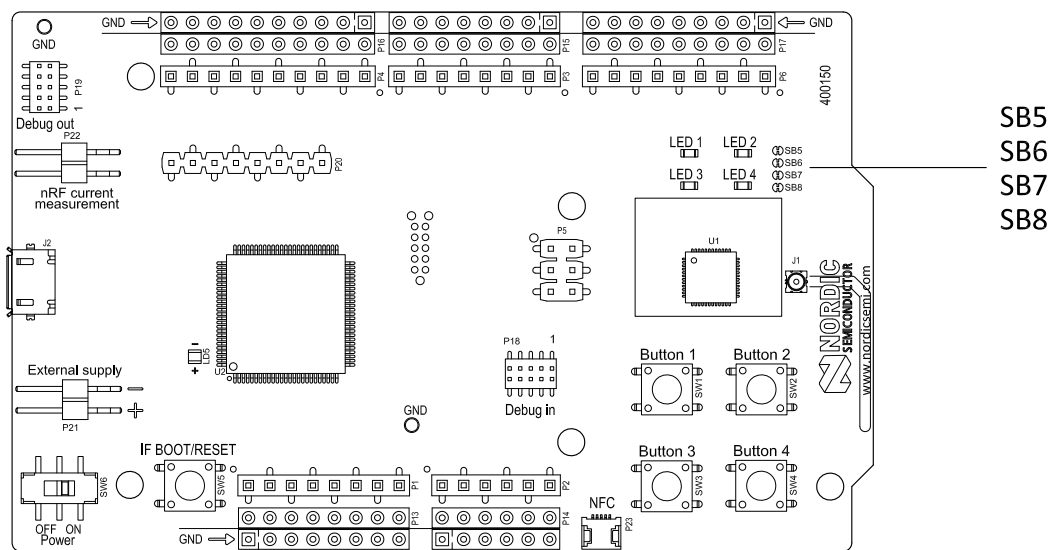 GND
GND
GND
P16
P15
P17
P19
1
Debug out
P4
P3
P6
400150
P22
nRF current
measurement
P20
LED 1
LED 2
LED 3
LED 4
SB5
SB6
SB7
SB8
SB5
SB6
SB7
SB8
J2
P5
U1
J1
NORDIC
SEMICONDUCTOR
www.nordicsemi.com
-
+
LD5
U2
P18
1
Debug in
External supply
-
+
P21
GND
Button 1
Button 2
SW1
SW2
IF BOOT/RESET
SW5
Button 3
Button 4
SW3
SW4
SW6
OFF ON
Power
P1
P2
P13
P14
GND
NFC
P23